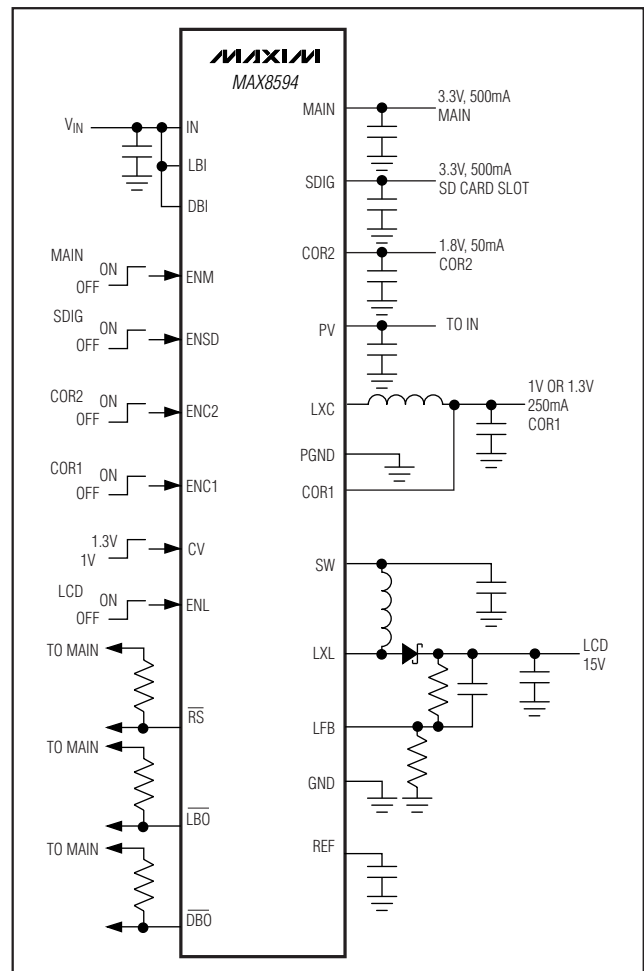 MAXIM
MAX8594
VIN
IN
LBI
DBI
MAIN
ON
OFF
ENM
SDIG
ON
OFF
ENSD
COR2
ON
OFF
ENC2
COR1
ON
OFF
ENC1
1.3V
1V
CV
LCD
ON
OFF
ENL
TO MAIN
RS
TO MAIN
LBO
TO MAIN
DBO
MAIN
3.3V, 500mA
MAIN
SDIG
3.3V, 500mA
SD CARD SLOT
COR2
1.8V, 50mA
COR2
PV
TO IN
LXC
1V OR 1.3V
250mA
COR1
PGND
COR1
SW
LXL
LCD
15V
LFB
GND
REF